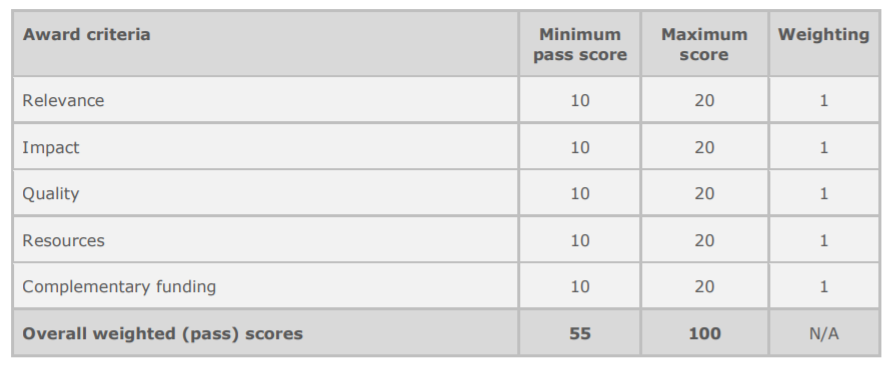 Award criteria Minimum pass score Maximum score Weighting
Relevance 10 20 1
Impact 10 20 1
Quality 10 20 1
Resources 10 20 1
Complementary funding 10 20 1
Overall weighted (pass) scores 55 100 N/A